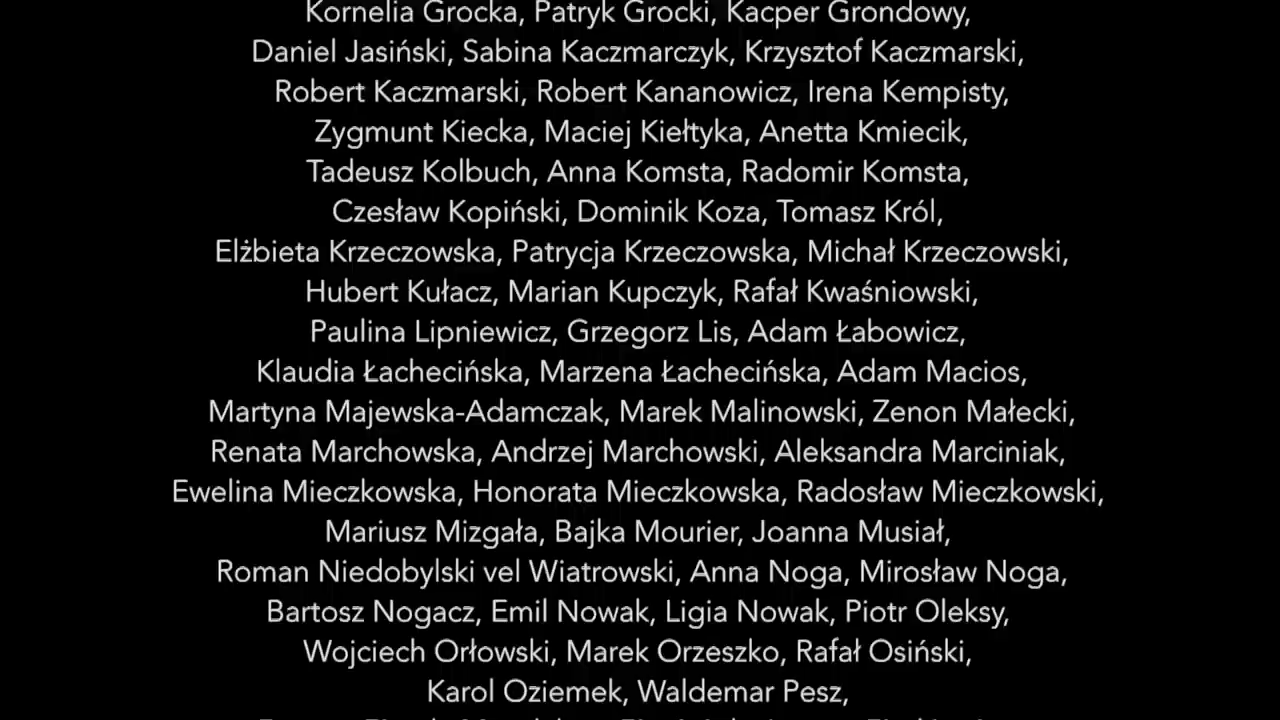 Kornelia Grocka, Patryk Grocki, Kacper Grondowy,
Daniel Jasiński, Sabina Kaczmarczyk, Krzysztof Kaczmarski,
Robert Kaczmarski, Robert Kananowicz, Irena Kempisty,
Zygmunt Kiecka, Maciej Kiełtyka, Anetta Kmiecik,
Tadeusz Kolbuch, Anna Komsta, Radomir Komsta,
Czesław Kopiński, Dominik Koza, Tomasz Król,
Elżbieta Krzeczowska, Patrycja Krzeczowska, Michał Krzeczowski,
Hubert Kułacz, Marian Kupczyk, Rafał Kwaśniowski,
Paulina Lipniewicz, Grzegorz Lis, Adam Łabowicz,
Klaudia Łachecińska, Marzena Łachecińska, Adam Macios,
Martyna Majewska-Adamczak, Marek Malinowski, Zenon Małecki,
Renata Marchowska, Andrzej Marchowski, Aleksandra Marciniak,
Ewelina Mieczkowska, Honorata Mieczkowska, Radosław Mieczkowski,
Mariusz Mizgała, Bajka Mourier, Joanna Musiał,
Roman Niedobylski vel Wiatrowski, Anna Noga, Mirosław Noga,
Bartosz Nogacz, Emil Nowak, Ligia Nowak, Piotr Oleksy,
Wojciech Orłowski, Marek Orzeszko, Rafał Osiński,
Karol Oziemek, Waldemar Pesz,